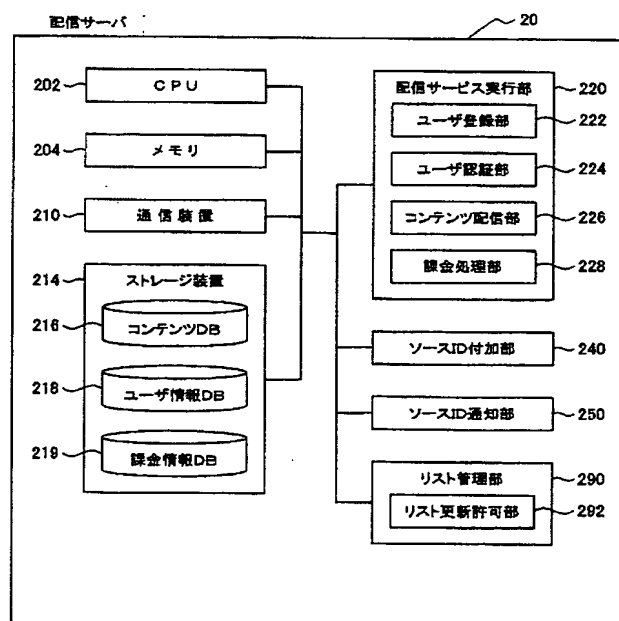 配信サーバ
20
202
CPU
204
メモリ
210
通信装置
214
ストレージ装置
216
コンテンツDB
218
ユーザ情報DB
219
課金情報DB
配信サービス実行部
220
ユーザ登録部
222
ユーザ認証部
224
コンテンツ配信部
226
課金処理部
228
ソースID付加部
240
ソースID通知部
250
リスト管理部
290
リスト更新許可部
292